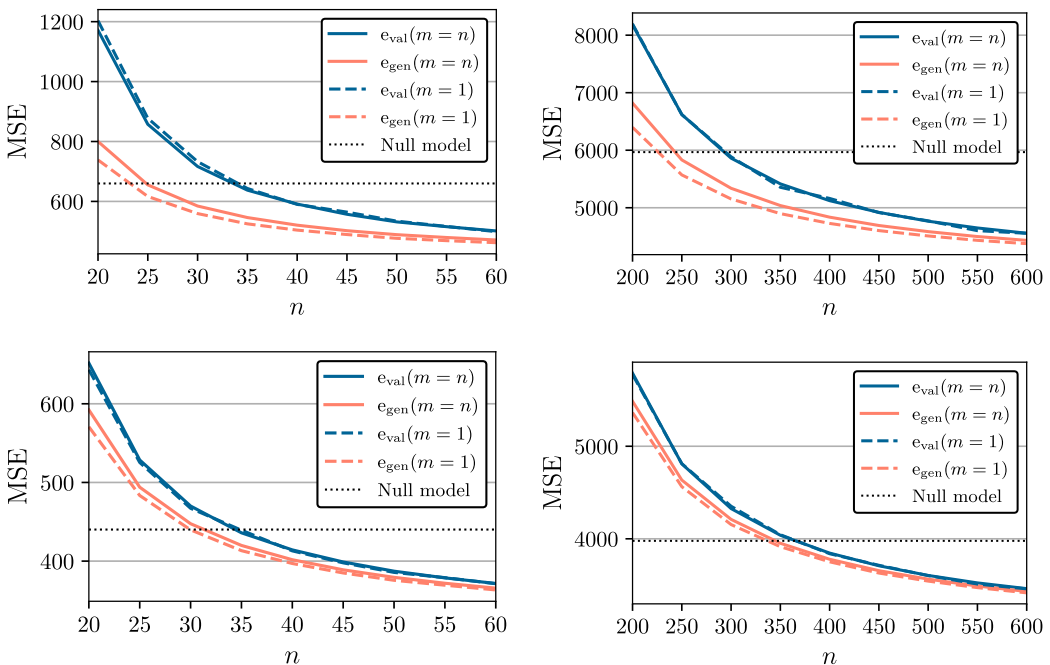 1200
1000
800
600
MSE
20 25 30 35 40 45 50 55 60
n
e_val(m = n)
e_gen(m = n)
e_val(m = 1)
e_gen(m = 1)
Null model
8000
7000
6000
5000
MSE
200 250 300 350 400 450 500 550 600
n
e_val(m = n)
e_gen(m = n)
e_val(m = 1)
e_gen(m = 1)
Null model
600
500
400
MSE
20 25 30 35 40 45 50 55 60
n
e_val(m = n)
e_gen(m = n)
e_val(m = 1)
e_gen(m = 1)
Null model
5000
4000
MSE
200 250 300 350 400 450 500 550 600
n
e_val(m = n)
e_gen(m = n)
e_val(m = 1)
e_gen(m = 1)
Null model